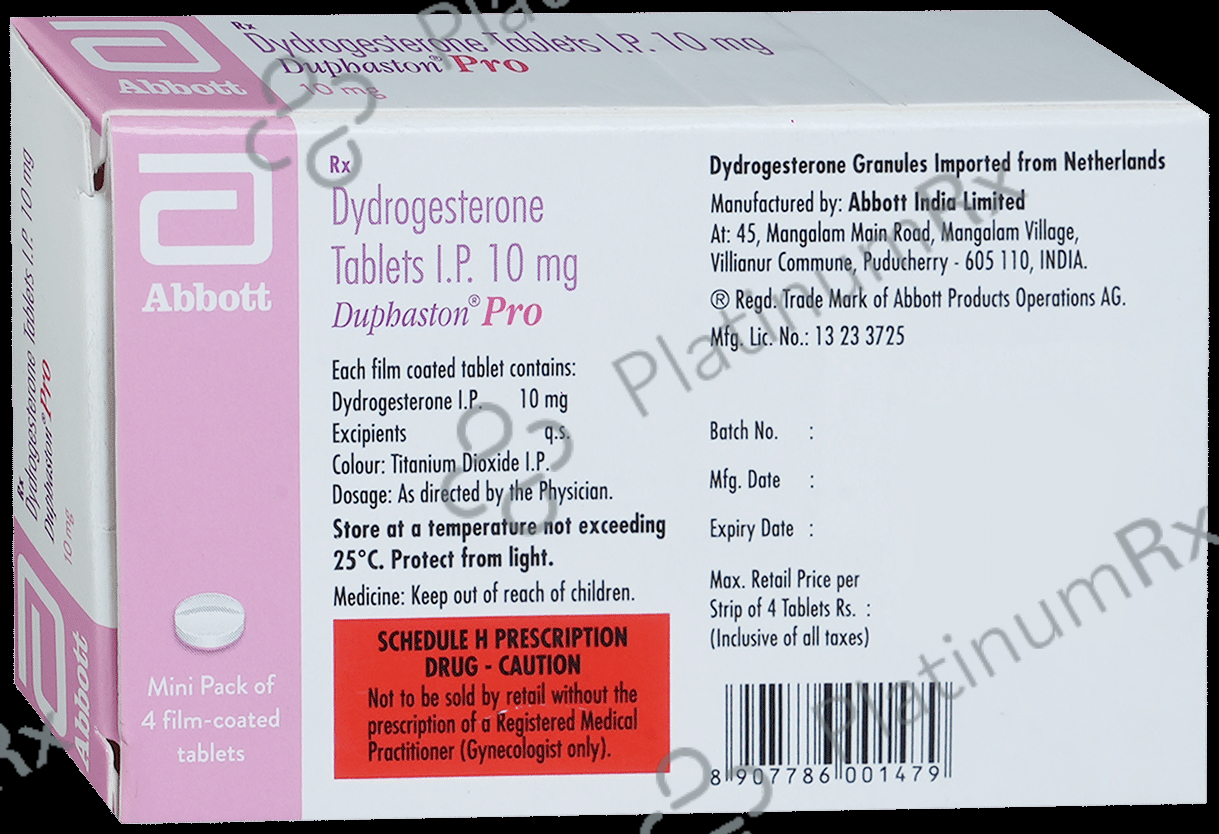 Rx
Dydrogesterone Tablets I.P. 10 mg
Duphaston® Pro
10 mg
Abbott
Rx
Dydrogesterone Tablets I.P. 10 mg
Duphaston® Pro
10 mg
Abbott
Abbott
Mini Pack of
4 film-coated
tablets
Rx
Dydrogesterone
Tablets I.P. 10 mg
Duphaston® Pro
Each film coated tablet contains:
Dydrogesterone I.P. 10 mg
Excipients q.s.
Colour: Titanium Dioxide I.P.
Dosage: As directed by the Physician.
Store at a temperature not exceeding
25°C. Protect from light.
Medicine: Keep out of reach of children.
SCHEDULE H PRESCRIPTION
DRUG - CAUTION
Not to be sold by retail without the
prescription of a Registered Medical
Practitioner (Gynecologist only).
Dydrogesterone Granules Imported from Netherlands
Manufactured by: Abbott India Limited
At: 45, Mangalam Main Road, Mangalam Village,
Villianur Commune, Puducherry - 605 110, INDIA.
® Regd. Trade Mark of Abbott Products Operations AG.
Mfg. Lic. No.: 13 23 3725
Batch No. :
Mfg. Date :
Expiry Date :
Max. Retail Price per
Strip of 4 Tablets Rs. :
(Inclusive of all taxes)
8 907786 001479
PlatinumRx
PlatinumRx
Platinum
Rx